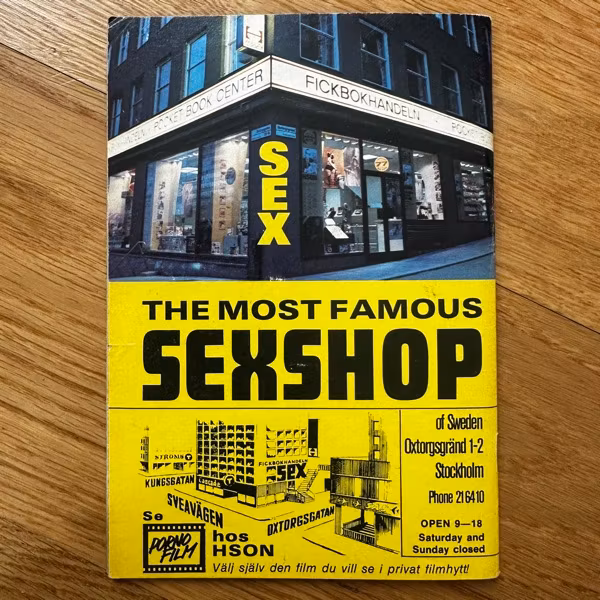 POCKET BOOK CENTER
FICKBOKHANDELN
POCKET
SEX
THE MOST FAMOUS
SEXSHOP
of Sweden
Oxtorgsgränd 1-2
Stockholm
Phone 216410
OPEN 9—18
Saturday and
Sunday closed
STRÖMS
KUNGSGATAN
FICKBOKHANDELN
SEX
SVEAVÄGEN
OXTORGSGATAN
Se
PORNO
FILM
hos
HSON
Välj själv den film du vill se i privat filmhytt!